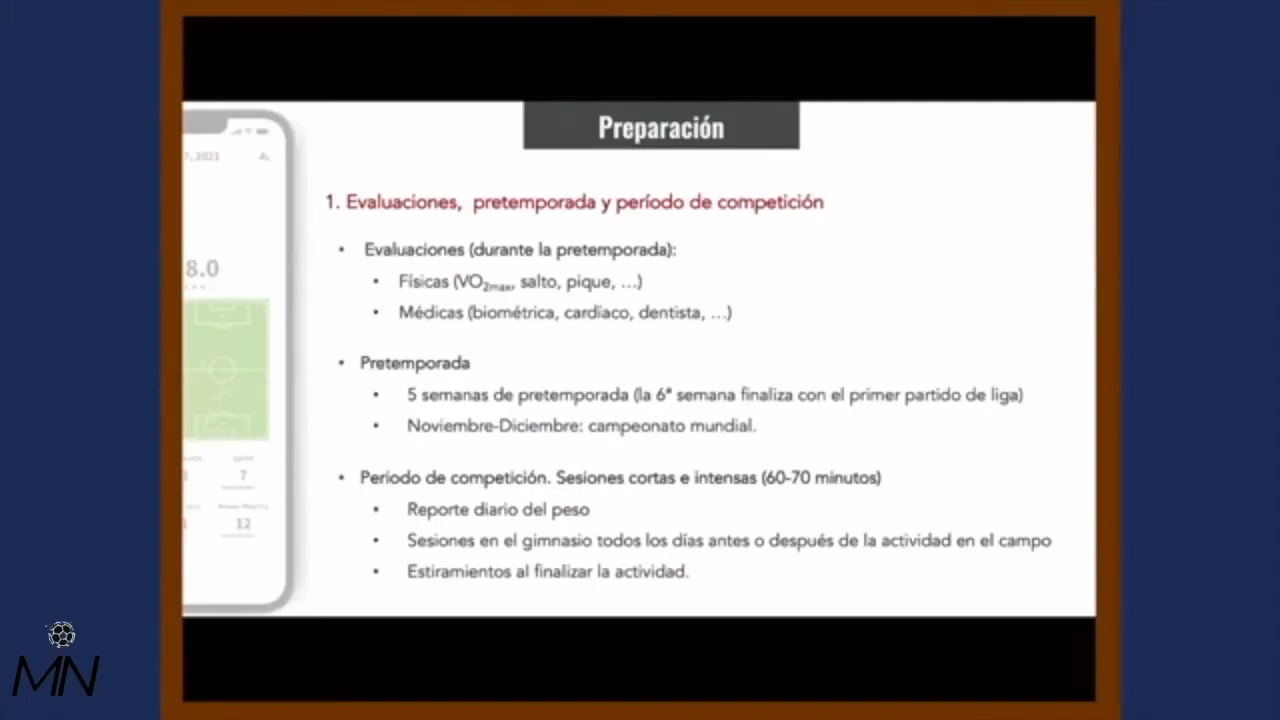 Preparación
7, 2021
1. Evaluaciones, pretemporada y período de competición
• Evaluaciones (durante la pretemporada):
8.0
• Físicas (VO2max, salto, pique, ...)
• Médicas (biométrica, cardíaco, dentista, ...)
• Pretemporada
• 5 semanas de pretemporada (la 6ª semana finaliza con el primer partido de liga)
• Noviembre-Diciembre: campeonato mundial.
• Periodo de competición. Sesiones cortas e intensas (60-70 minutos)
7
• Reporte diario del peso
12
• Sesiones en el gimnasio todos los días antes o después de la actividad en el campo
• Estiramientos al finalizar la actividad.
MN